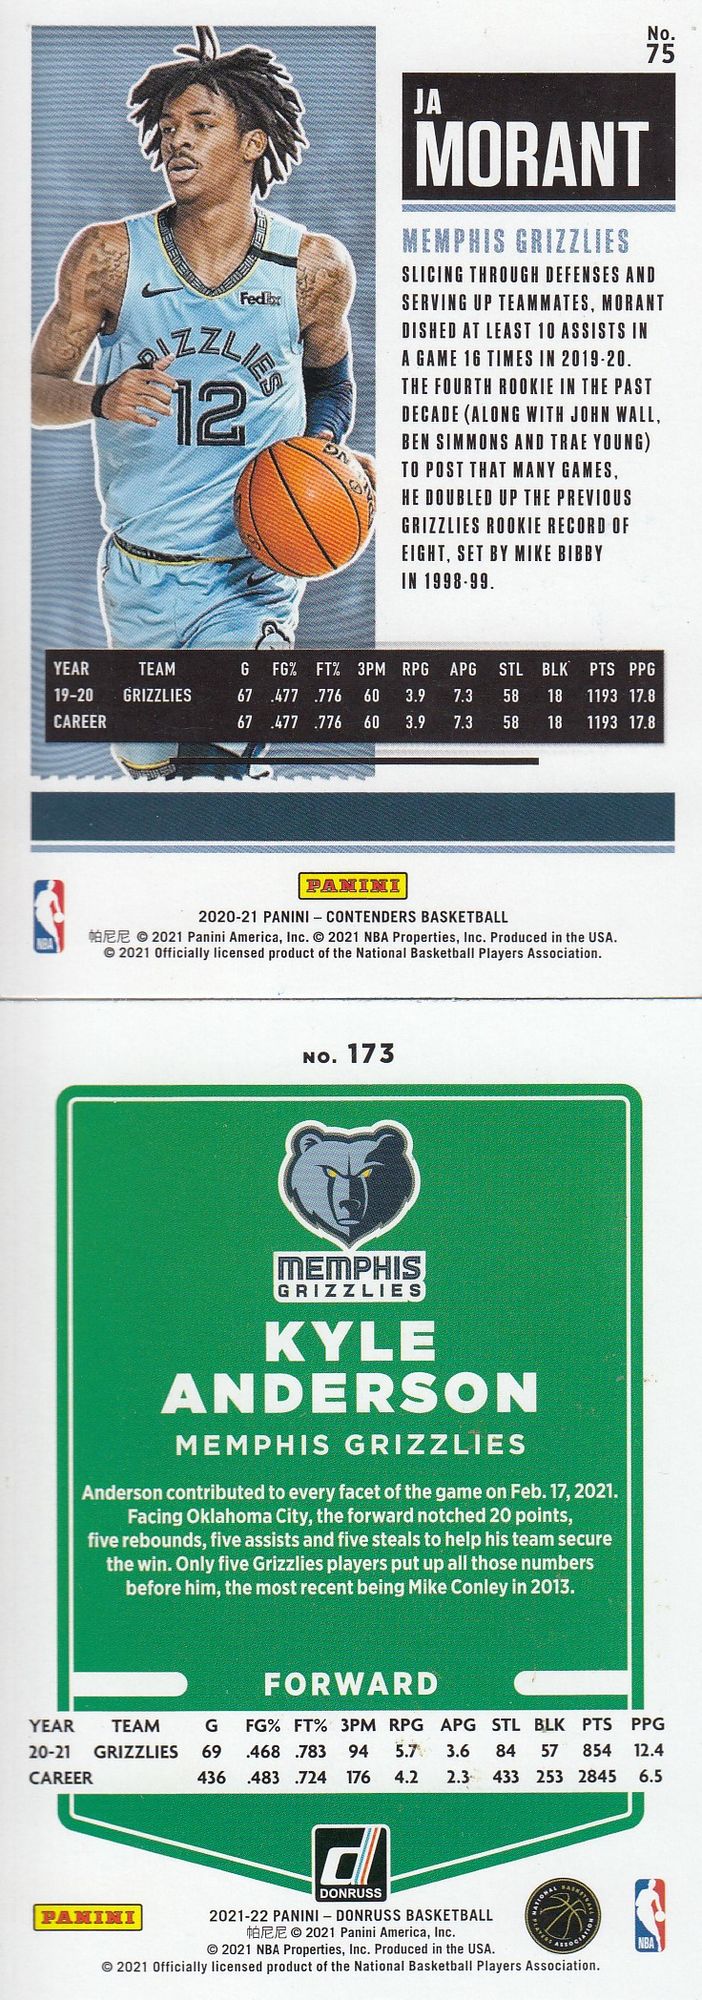 No.
75
JA
MORANT
MEMPHIS GRIZZLIES
SLICING THROUGH DEFENSES AND
SERVING UP TEAMMATES, MORANT
DISHED AT LEAST 10 ASSISTS IN
A GAME 16 TIMES IN 2019-20.
THE FOURTH ROOKIE IN THE PAST
DECADE (ALONG WITH JOHN WALL,
BEN SIMMONS AND TRAE YOUNG)
TO POST THAT MANY GAMES,
HE DOUBLED UP THE PREVIOUS
GRIZZLIES ROOKIE RECORD OF
EIGHT, SET BY MIKE BIBBY
IN 1998-99.
FedEx
RIZZLIES
12
YEAR TEAM G FG% FT% 3PM RPG APG STL BLK PTS PPG
19-20 GRIZZLIES 67 .477 .776 60 3.9 7.3 58 18 1193 17.8
CAREER 67 .477 .776 60 3.9 7.3 58 18 1193 17.8
PANINI
NBA
2020-21 PANINI – CONTENDERS BASKETBALL
帕尼尼 © 2021 Panini America, Inc. © 2021 NBA Properties, Inc. Produced in the USA.
© 2021 Officially licensed product of the National Basketball Players Association.
NO. 173
MEMPHIS
GRIZZLIES
KYLE
ANDERSON
MEMPHIS GRIZZLIES
Anderson contributed to every facet of the game on Feb. 17, 2021.
Facing Oklahoma City, the forward notched 20 points,
five rebounds, five assists and five steals to help his team secure
the win. Only five Grizzlies players put up all those numbers
before him, the most recent being Mike Conley in 2013.
FORWARD
YEAR TEAM G FG% FT% 3PM RPG APG STL BLK PTS PPG
20-21 GRIZZLIES 69 .468 .783 94 5.7 3.6 84 57 854 12.4
CAREER 436 .483 .724 176 4.2 2.3 433 253 2845 6.5
d
DONRUSS
PANINI
2021-22 PANINI – DONRUSS BASKETBALL
帕尼尼 © 2021 Panini America, Inc.
© 2021 NBA Properties, Inc. Produced in the USA.
© 2021 Officially licensed product of the National Basketball Players Association.
NATIONAL BASKETBALL
PLAYERS ASSOCIATION
NBA